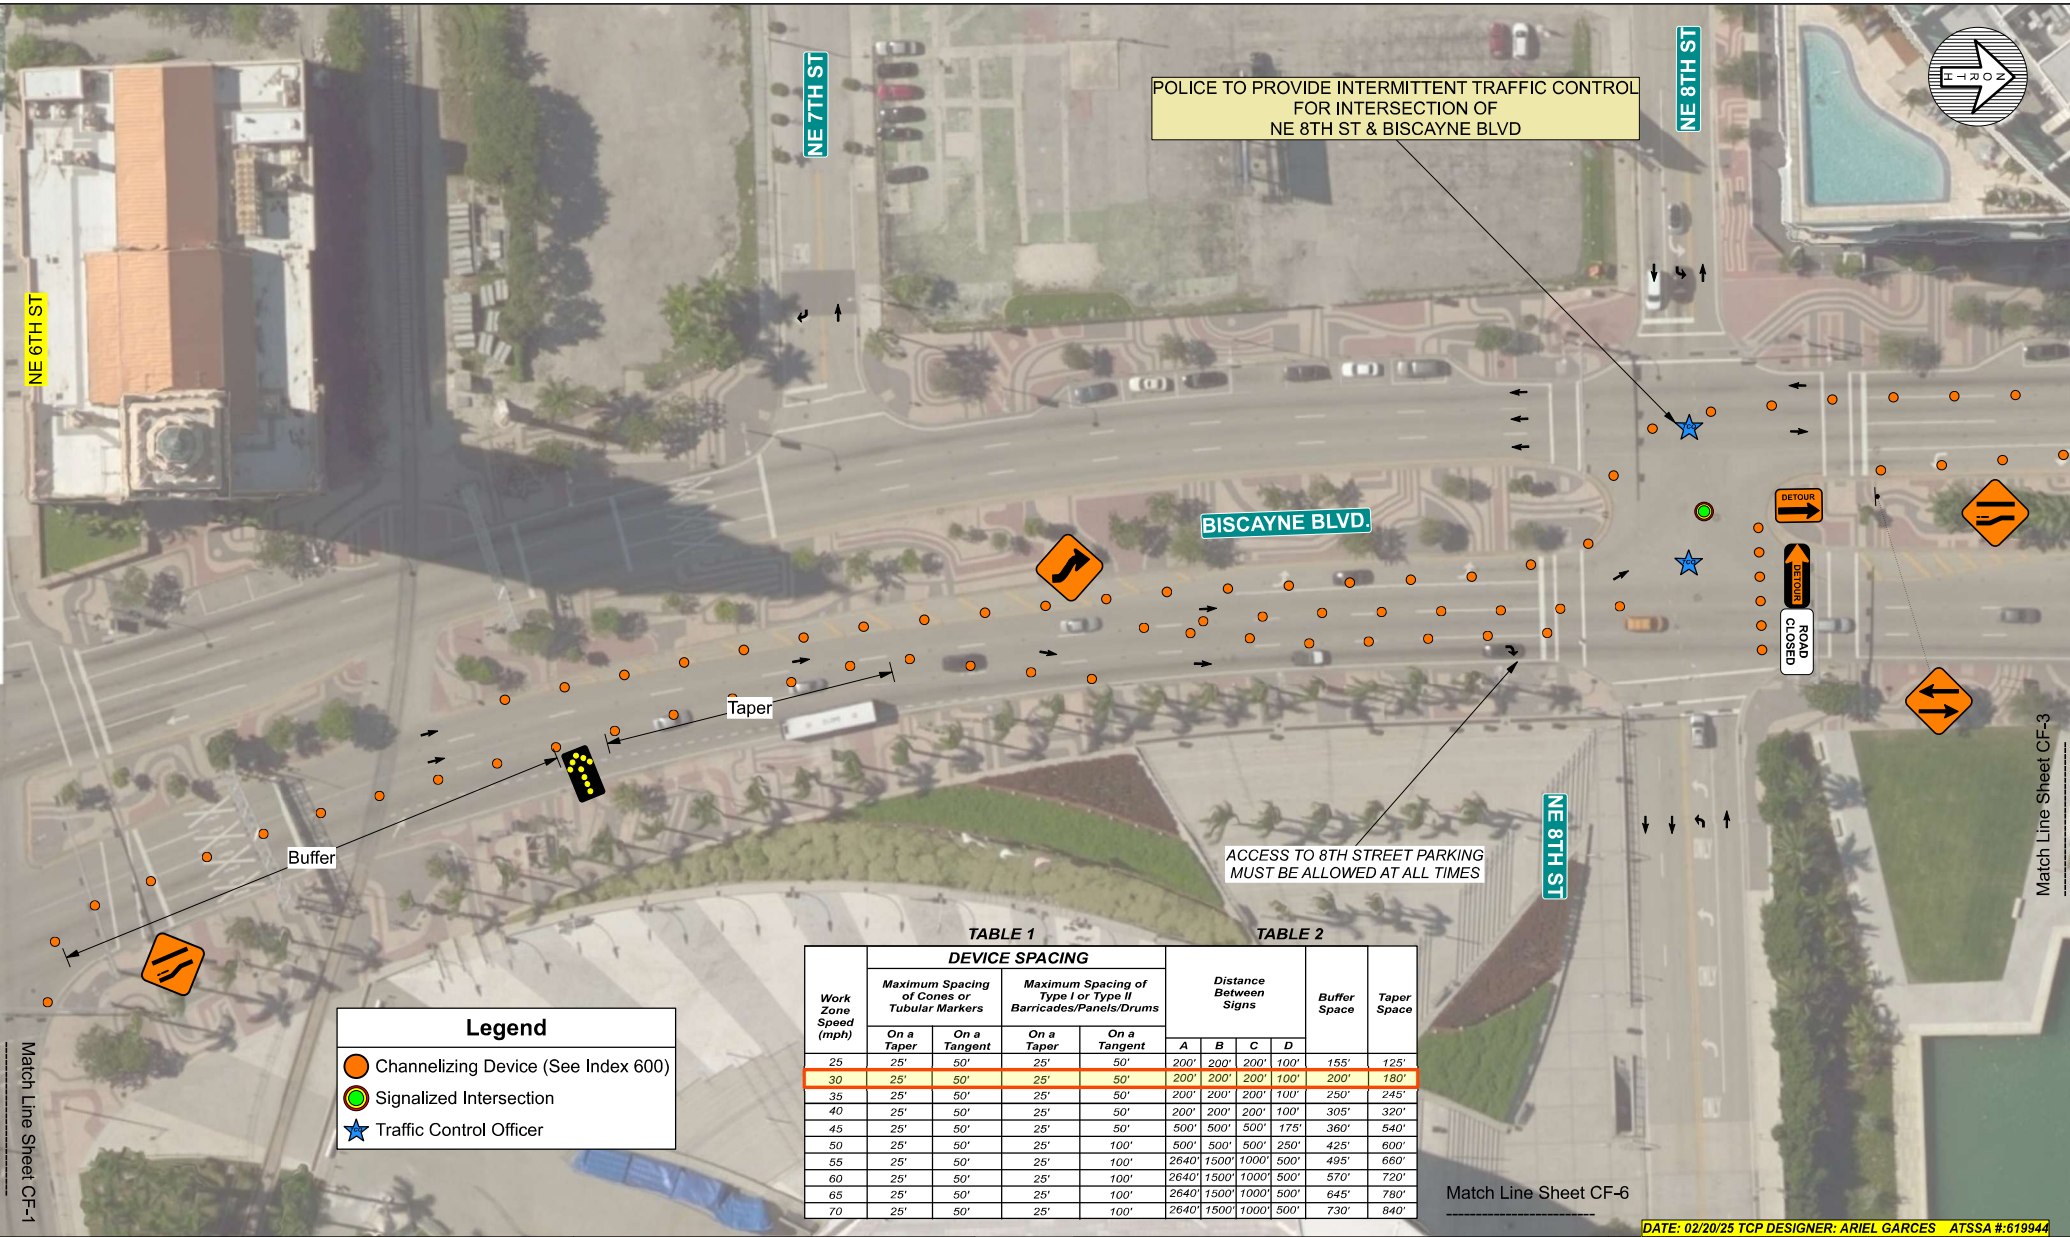 NE 7TH ST
NE 8TH ST
NORTH
POLICE TO PROVIDE INTERMITTENT TRAFFIC CONTROL
FOR INTERSECTION OF
NE 8TH ST & BISCAYNE BLVD
NE 6TH ST
BISCAYNE BLVD.
DETOUR
DETOUR
ROAD
CLOSED
TCO
TCO
Taper
Buffer
ACCESS TO 8TH STREET PARKING
MUST BE ALLOWED AT ALL TIMES
NE 8TH ST
Match Line Sheet CF-3
Match Line Sheet CF-1
Legend
Channelizing Device (See Index 600)
Signalized Intersection
Traffic Control Officer
TABLE 1 TABLE 2
DEVICE SPACING
Work
Zone
Speed
(mph)
Maximum Spacing
of Cones or
Tubular Markers
Maximum Spacing of
Type I or Type II
Barricades/Panels/Drums
Distance
Between
Signs
Buffer
Space
Taper
Space
On a
Taper
On a
Tangent
On a
Taper
On a
Tangent
A B C D
25 25' 50' 25' 50' 200' 200' 200' 100' 155' 125'
30 25' 50' 25' 50' 200' 200' 200' 100' 200' 180'
35 25' 50' 25' 50' 200' 200' 200' 100' 250' 245'
40 25' 50' 25' 50' 200' 200' 200' 100' 305' 320'
45 25' 50' 25' 50' 500' 500' 500' 175' 360' 540'
50 25' 50' 25' 100' 500' 500' 500' 250' 425' 600'
55 25' 50' 25' 100' 2640' 1500' 1000' 500' 495' 660'
60 25' 50' 25' 100' 2640' 1500' 1000' 500' 570' 720'
65 25' 50' 25' 100' 2640' 1500' 1000' 500' 645' 780'
70 25' 50' 25' 100' 2640' 1500' 1000' 500' 730' 840'
Match Line Sheet CF-6
DATE: 02/20/25 TCP DESIGNER: ARIEL GARCES ATSSA #:619944